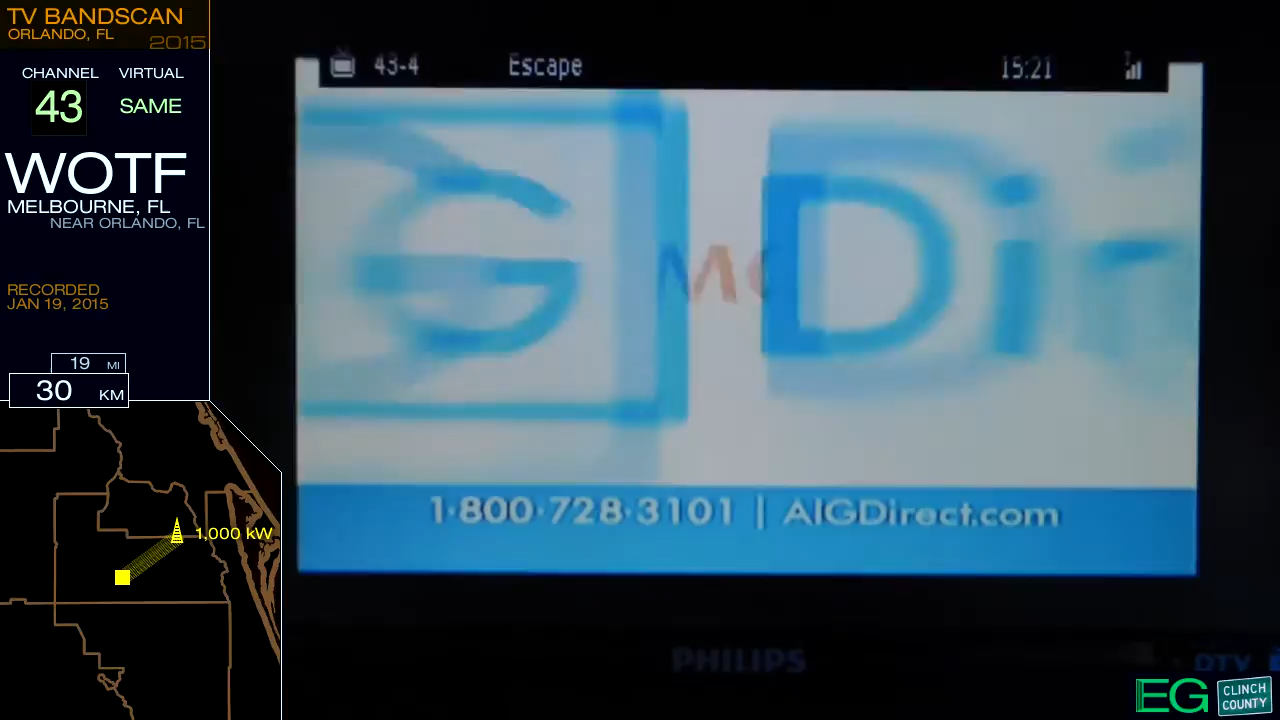 TV BANDSCAN
ORLANDO, FL
2015
CHANNEL VIRTUAL
43 SAME
WOTF
MELBOURNE, FL
NEAR ORLANDO, FL
RECORDED
JAN 19, 2015
19 MI
30 KM
1,000 kW
43-4 Escape 15:21
G Di
1-800-728-3101 | AIGDirect.com
PHILIPS
DTV
EG CLINCH COUNTY